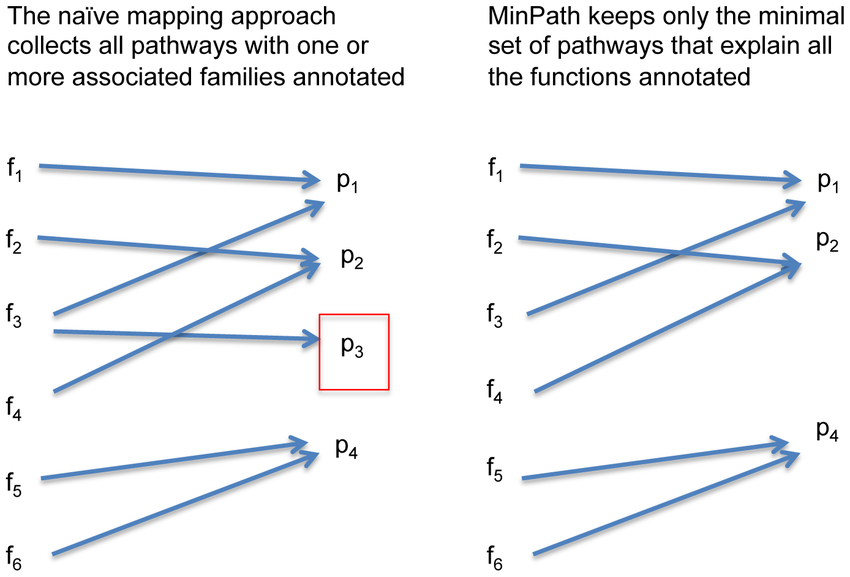 The naïve mapping approach
collects all pathways with one or
more associated families annotated
f1
p1
f2
p2
f3
p3
f4
p4
f5
f6
MinPath keeps only the minimal
set of pathways that explain all
the functions annotated
f1
p1
f2
p2
f3
f4
p4
f5
f6